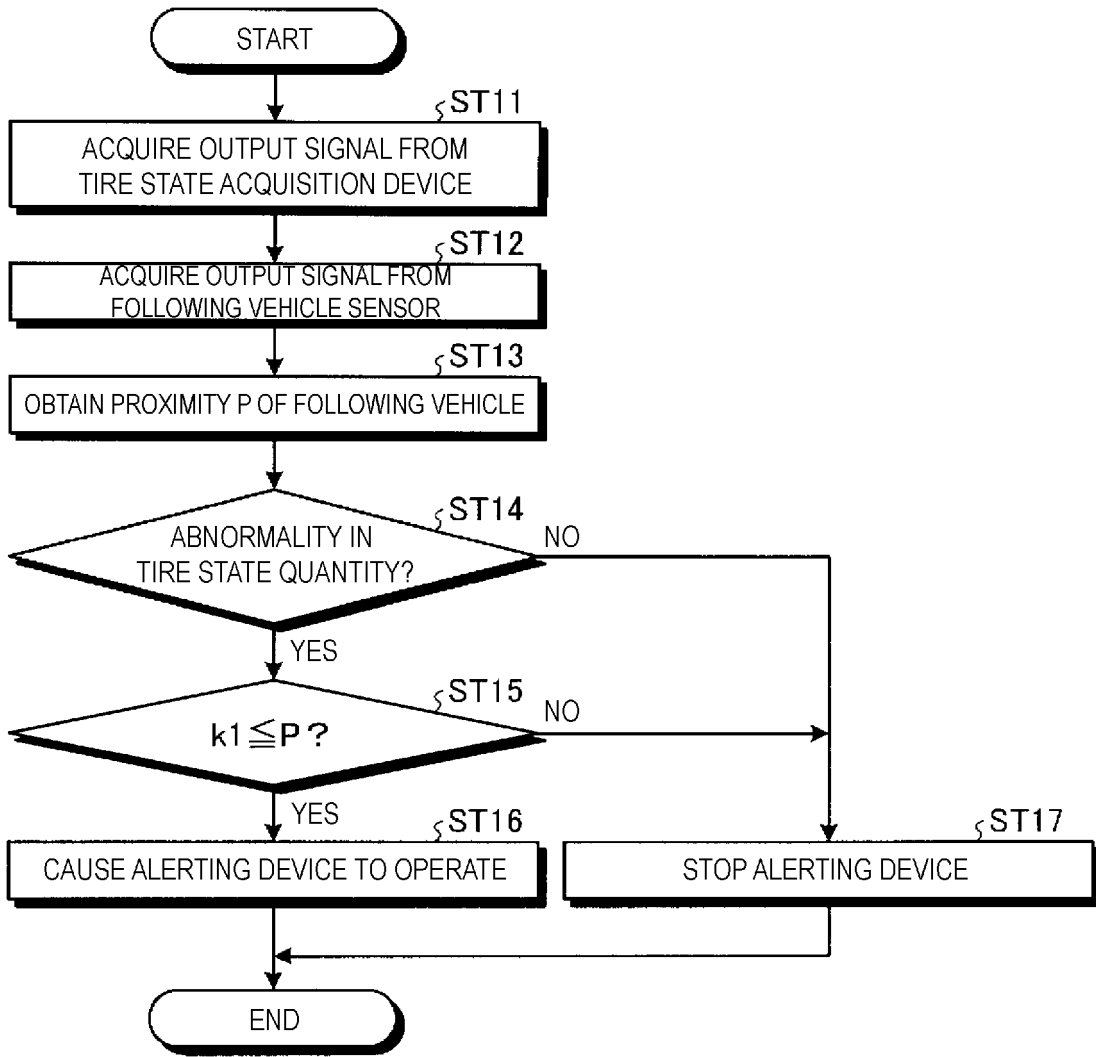 START
ST11
ACQUIRE OUTPUT SIGNAL FROM
TIRE STATE ACQUISITION DEVICE
ST12
ACQUIRE OUTPUT SIGNAL FROM
FOLLOWING VEHICLE SENSOR
ST13
OBTAIN PROXIMITY P OF FOLLOWING VEHICLE
ST14
ABNORMALITY IN
TIRE STATE QUANTITY?
NO
YES
ST15
k1≦P?
NO
YES
ST16
CAUSE ALERTING DEVICE TO OPERATE
ST17
STOP ALERTING DEVICE
END